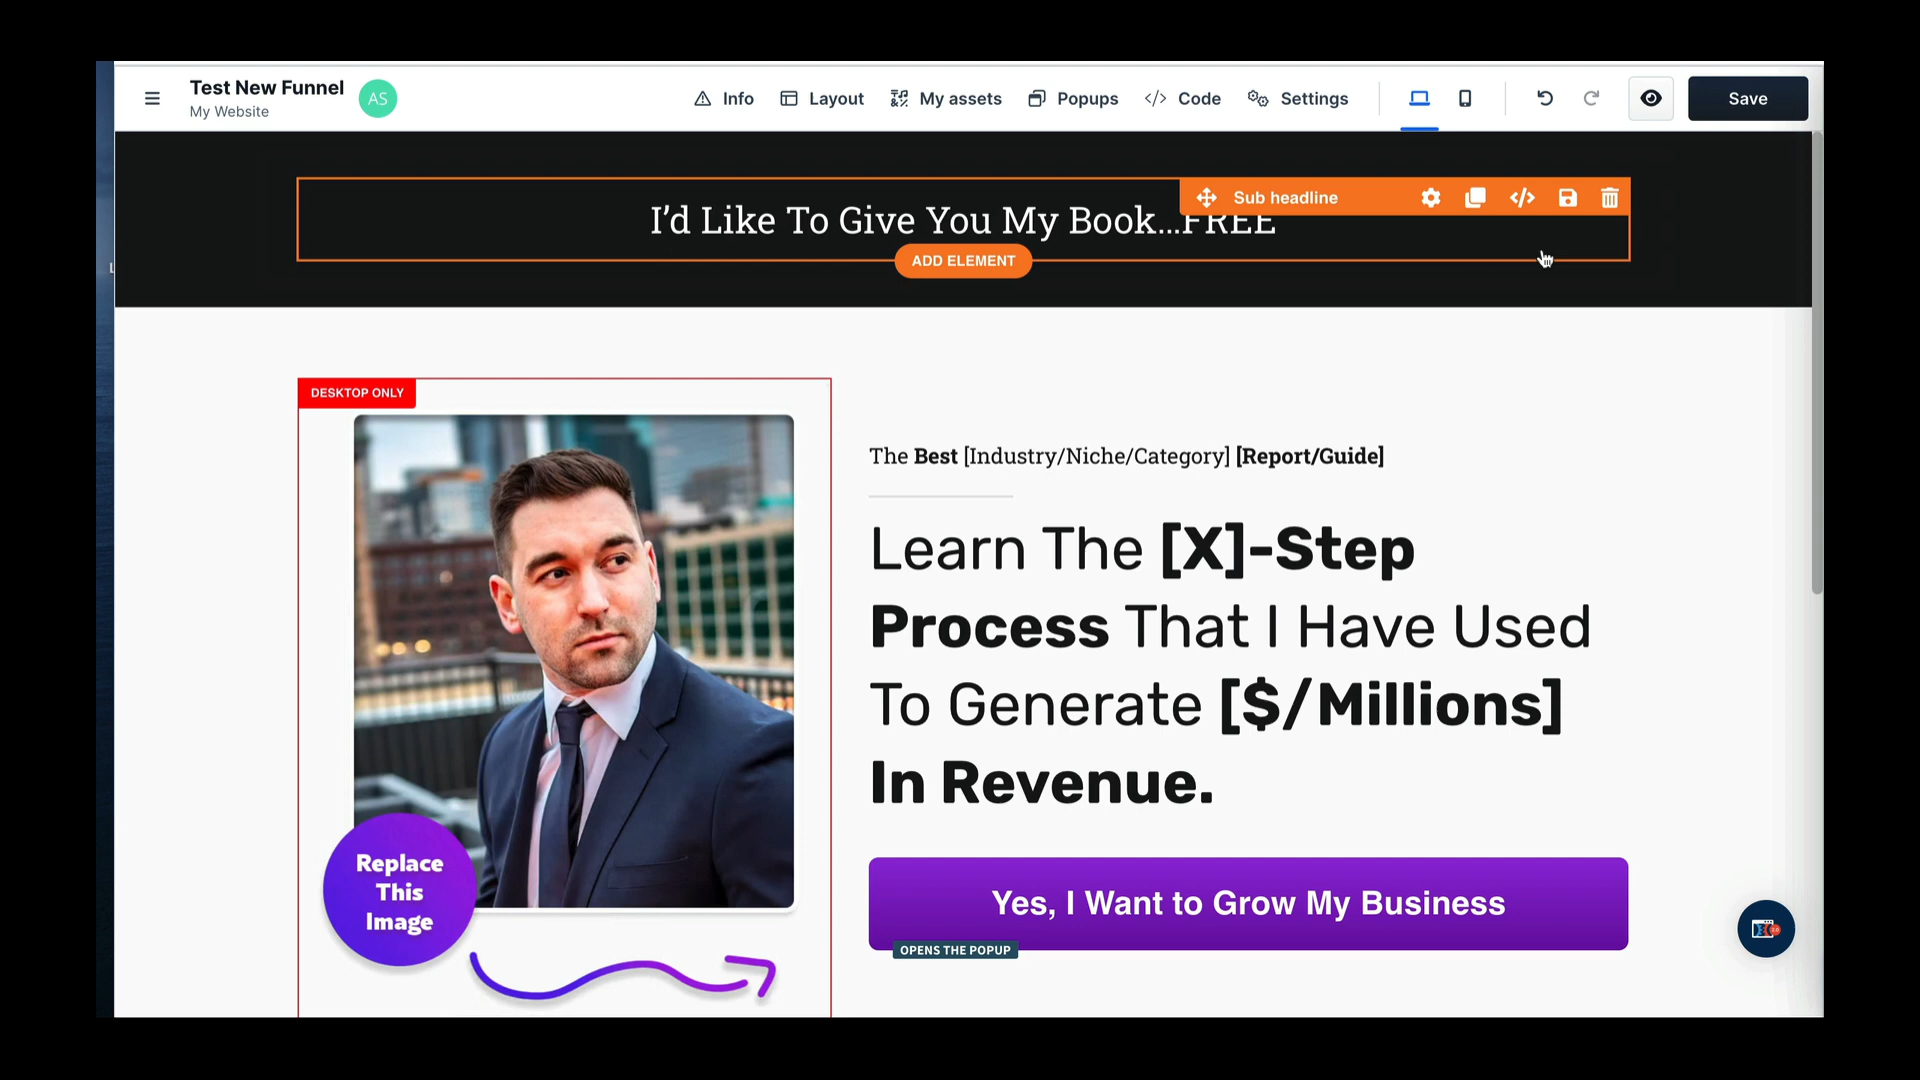 Test New Funnel
My Website
AS
Info
Layout
My assets
Popups
Code
Settings
Save
Sub headline
I’d Like To Give You My Book...FREE
ADD ELEMENT
DESKTOP ONLY
The Best [Industry/Niche/Category] [Report/Guide]
Learn The [X]-Step
Process That I Have Used
To Generate [$/Millions]
In Revenue.
Replace
This
Image
Yes, I Want to Grow My Business
OPENS THE POPUP